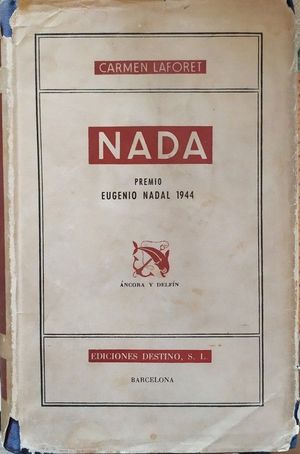 CARMEN LAFORET
NADA
PREMIO
EUGENIO NADAL 1944
ÁNCORA Y DELFÍN
EDICIONES DESTINO, S. L.
BARCELONA